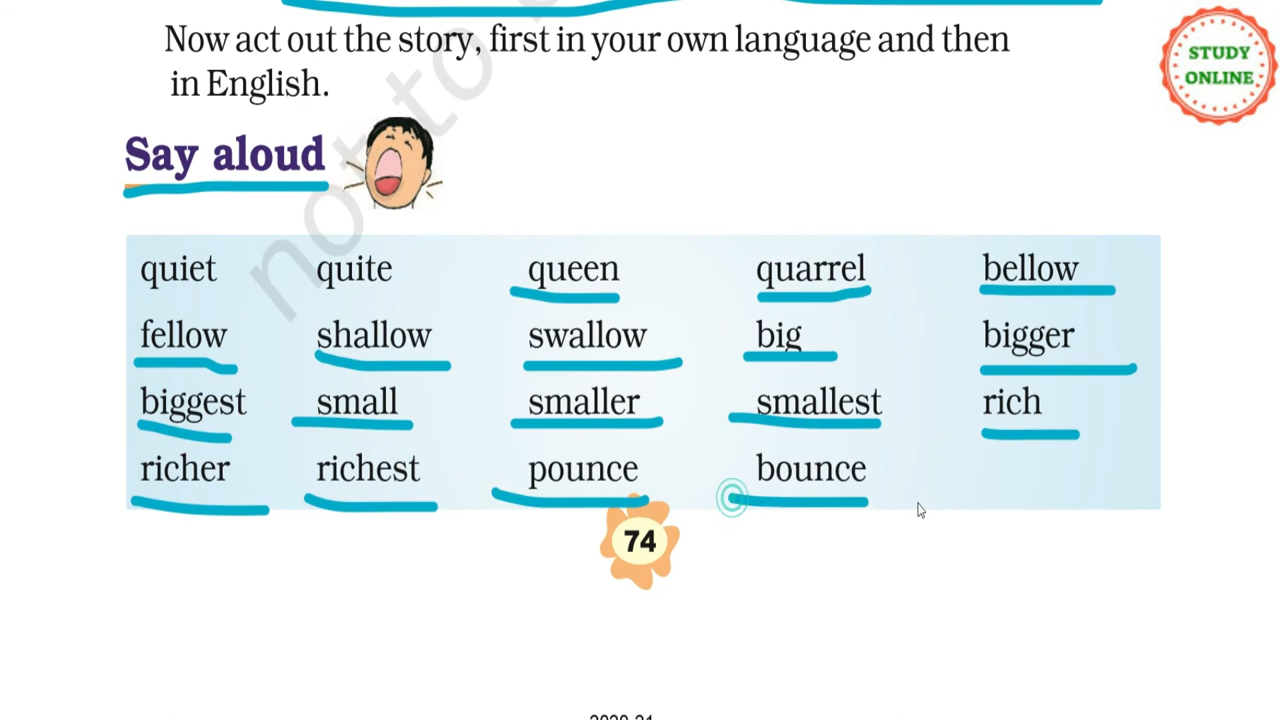 Now act out the story, first in your own language and then
in English.
STUDY
ONLINE
Say aloud
not to
quiet quite queen quarrel bellow
fellow shallow swallow big bigger
biggest small smaller smallest rich
richer richest pounce bounce
74